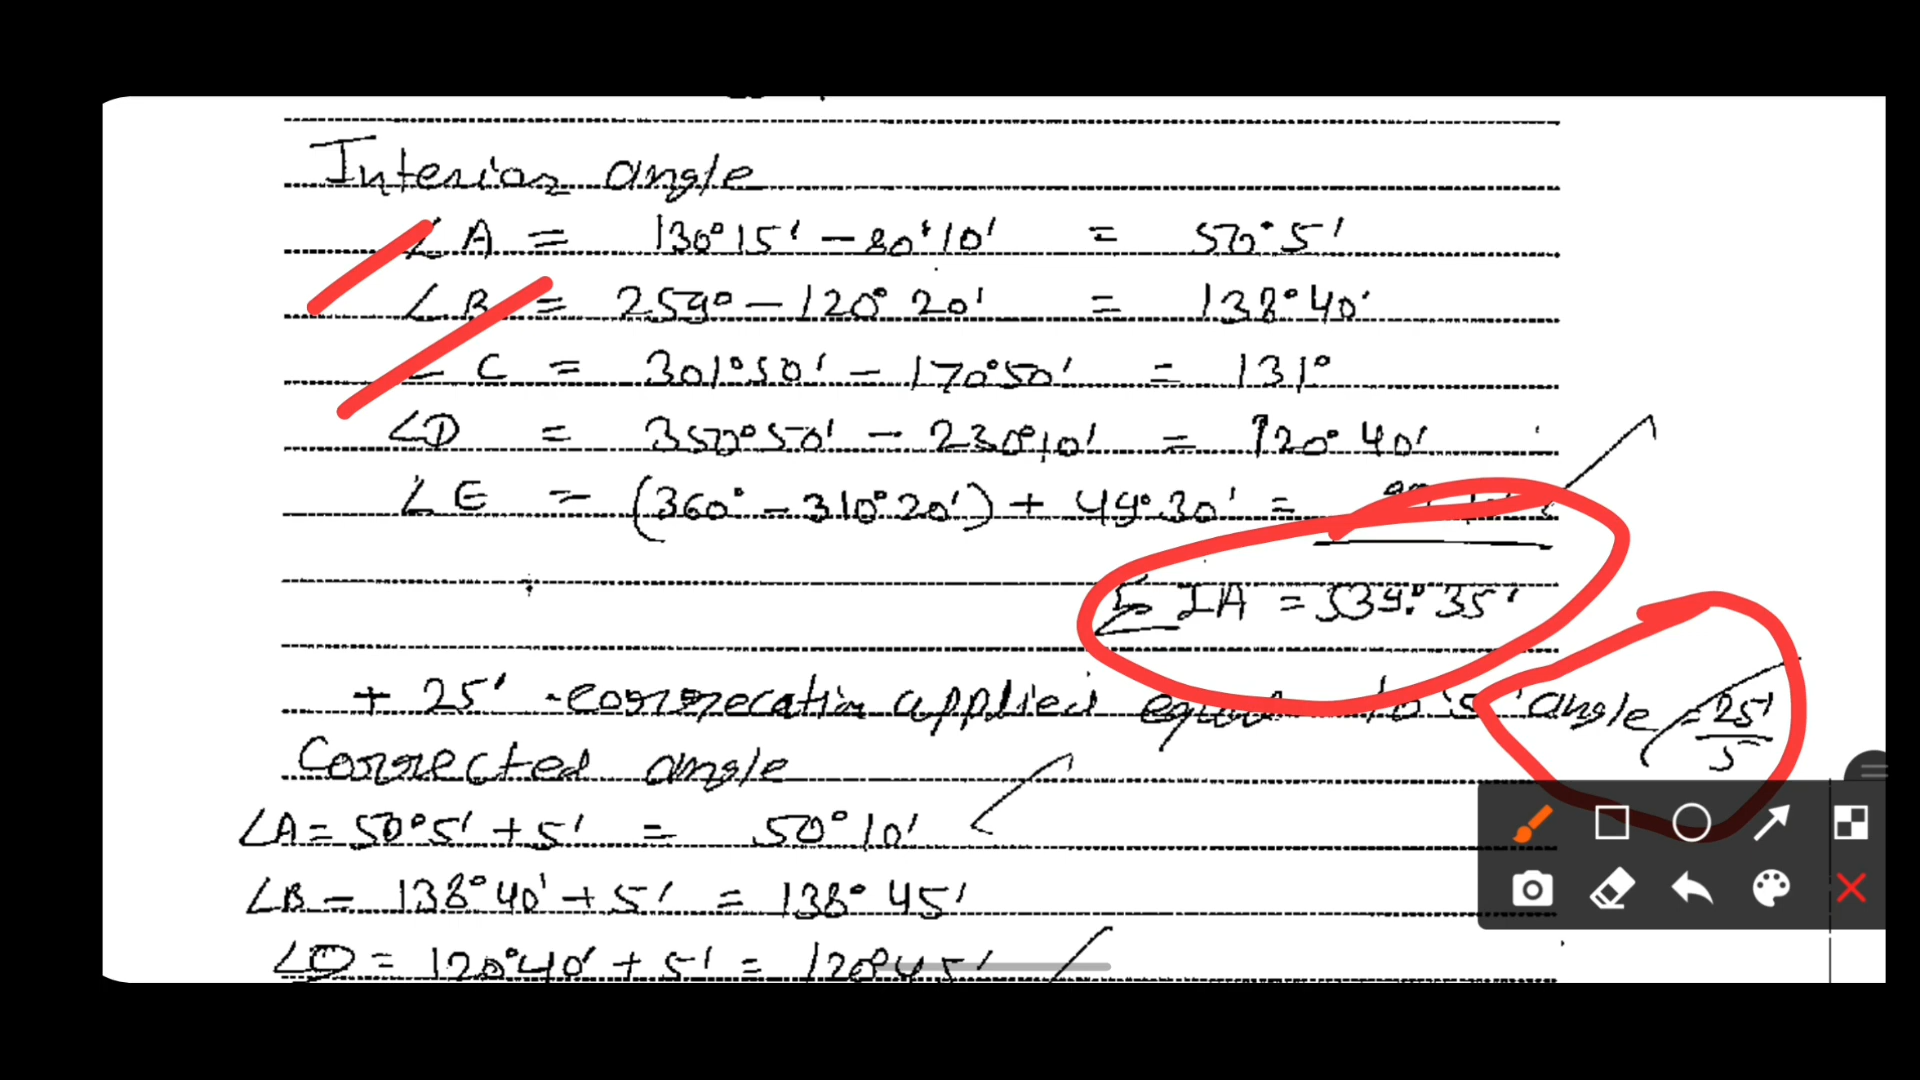 Interior angle
∠A = 130°15' - 80°10' = 50°5'
∠B = 259° - 120°20' = 138°40'
∠C = 301°50' - 170°50' = 131°
∠D = 350°50' - 230°10' = 120°40'
∠E = (360° - 310°20') + 49°30' =
Σ IA = 539°35'
+ 25' correcation applied equal to 5 angle = 25'/5
Corrected angle
∠A = 50°5' + 5' = 50°10'
∠B = 138°40' + 5' = 138°45'
∠D = 120°40' + 5' = 120°45'